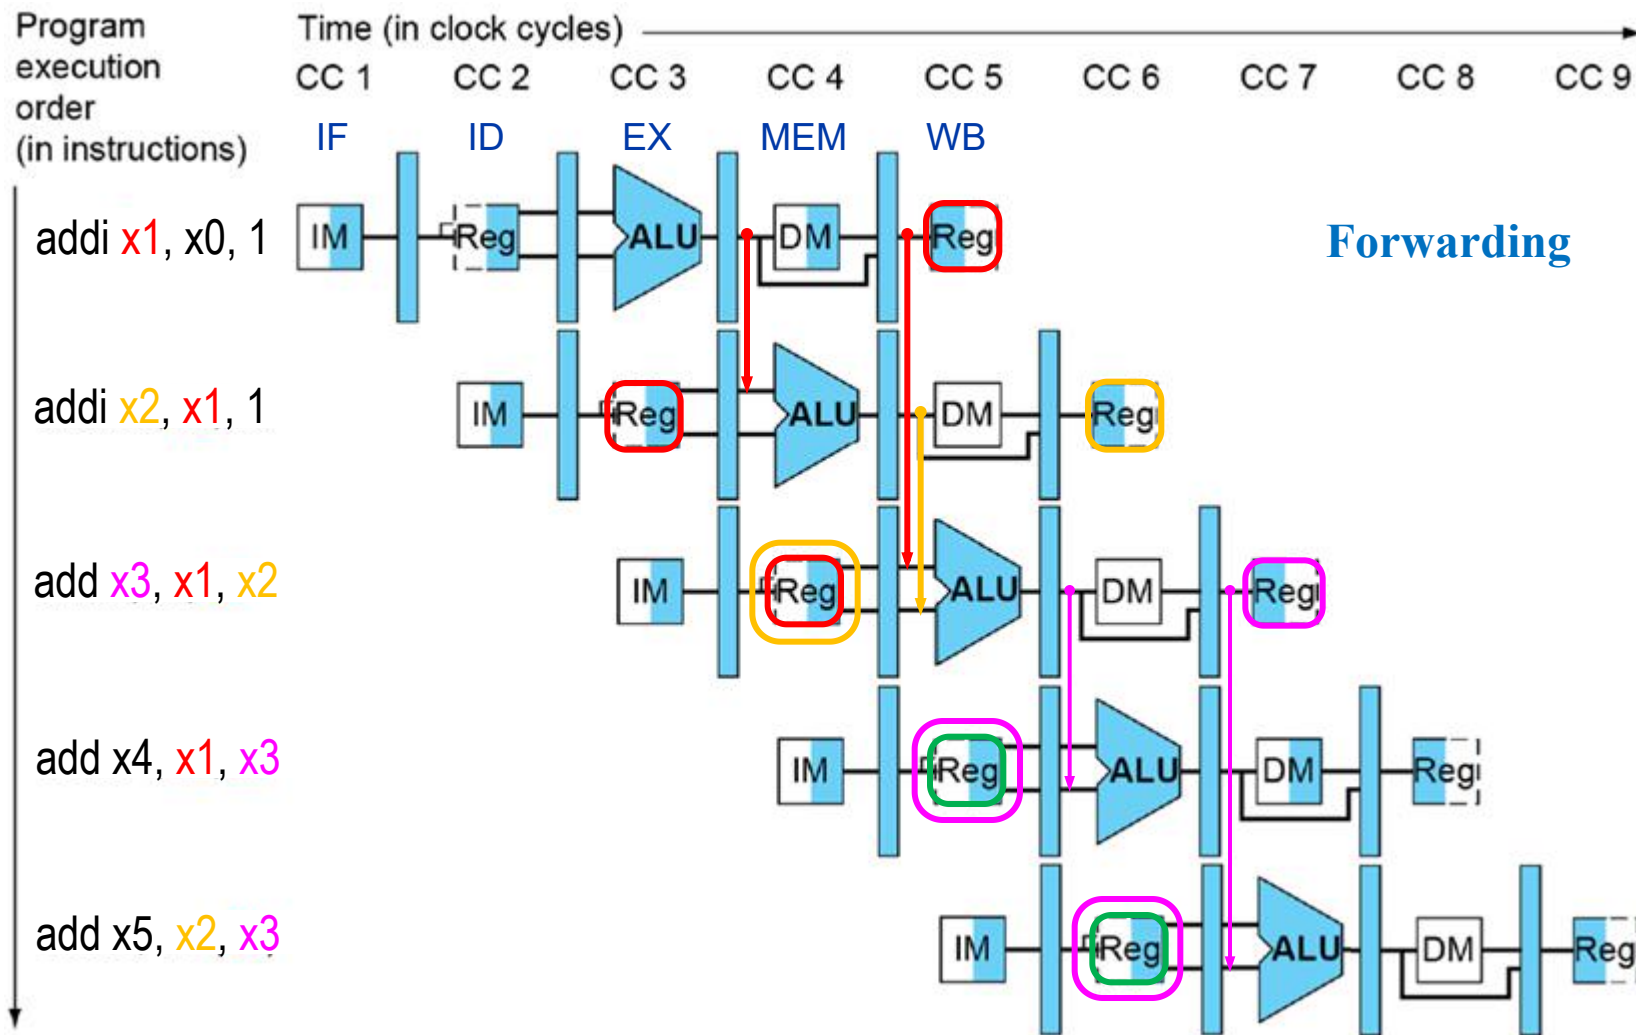 Program
execution
order
(in instructions)
Time (in clock cycles)
CC 1 CC 2 CC 3 CC 4 CC 5 CC 6 CC 7 CC 8 CC 9
IF ID EX MEM WB
addi x1, x0, 1 IM Reg ALU DM Reg
Forwarding
addi x2, x1, 1 IM Reg ALU DM Reg
add x3, x1, x2 IM Reg ALU DM Reg
add x4, x1, x3 IM Reg ALU DM Reg
add x5, x2, x3 IM Reg ALU DM Reg